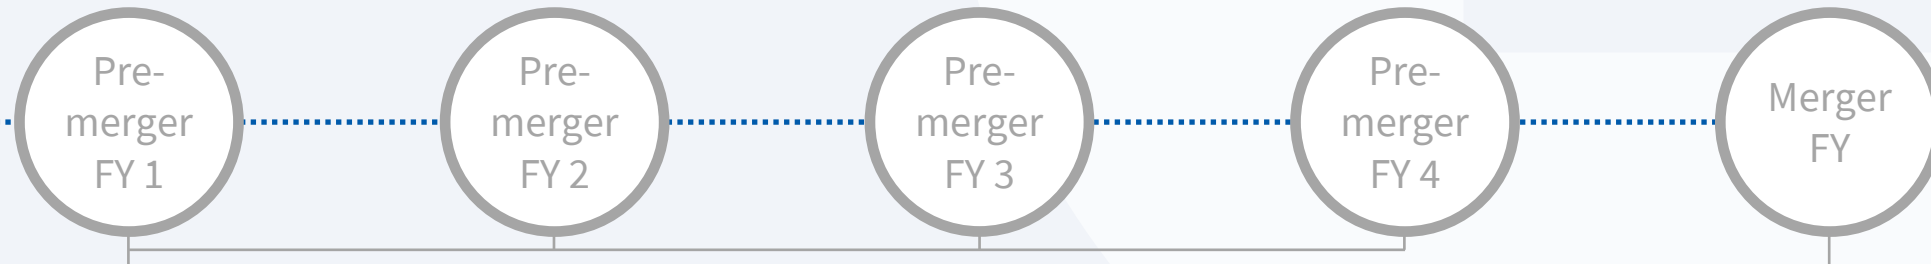 Pre-
merger
FY 1
Pre-
merger
FY 2
Pre-
merger
FY 3
Pre-
merger
FY 4
Merger
FY